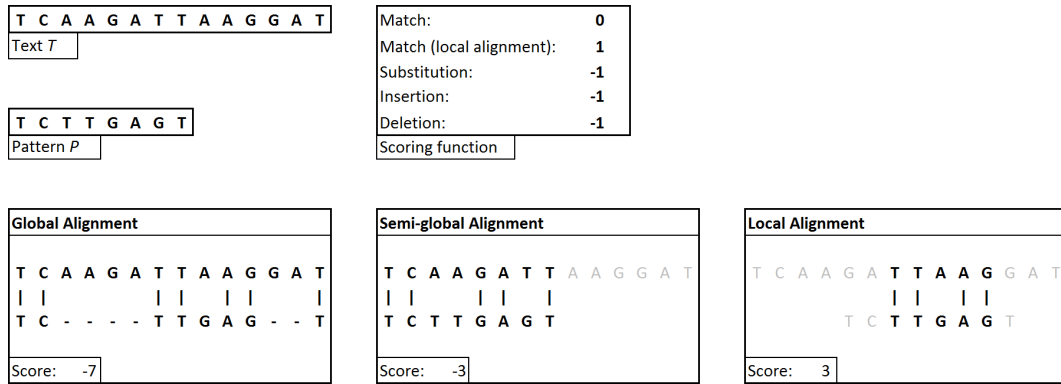 T C A A G A T T A A G G A T
Text T
T C T T G A G T
Pattern P
Match: 0
Match (local alignment): 1
Substitution: -1
Insertion: -1
Deletion: -1
Scoring function
Global Alignment
T C A A G A T T A A G G A T
| | | | | | |
T C - - - - T T G A G - - T
Score: -7
Semi-global Alignment
T C A A G A T T A A G G A T
| | | | |
T C T T G A G T
Score: -3
Local Alignment
T C A A G A T T A A G G A T
| | | |
T C T T G A G T
Score: 3